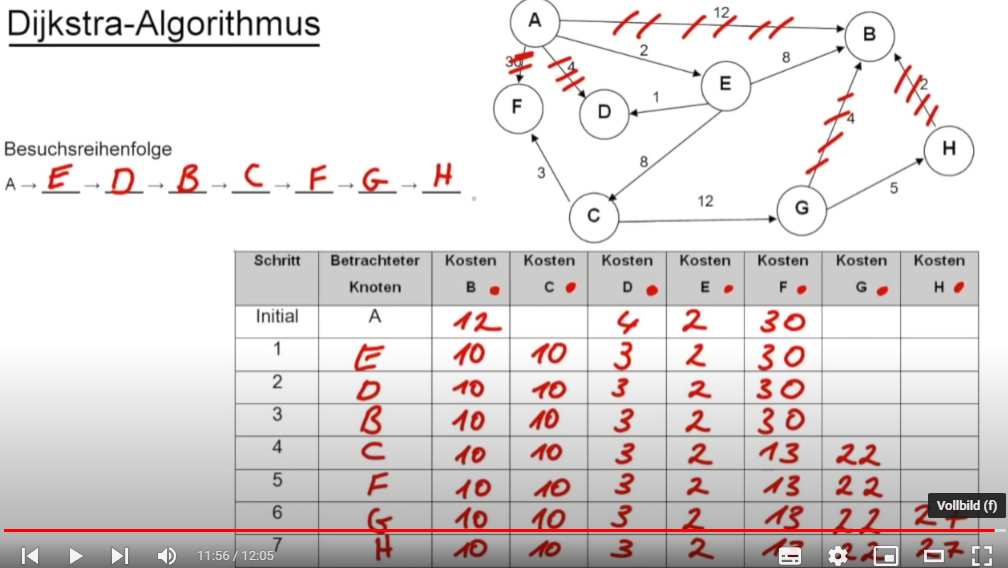 Dijkstra-Algorithmus
A 12 B
2 8
30 4 E
F D 1 4 2
H
3 8 5
C 12 G
Besuchsreihenfolge
A → E → D → B → C → F → G → H
Schritt Betrachteter Knoten Kosten B Kosten C Kosten D Kosten E Kosten F Kosten G Kosten H
Initial A 12 4 2 30
1 E 10 10 3 2 30
2 D 10 10 3 2 30
3 B 10 10 3 2 30
4 C 10 10 3 2 13 22
5 F 10 10 3 2 13 22
6 G 10 10 3 2 13 22 27
7 H 10 10 3 2 13 22 27
Vollbild (f)
11:56 / 12:05